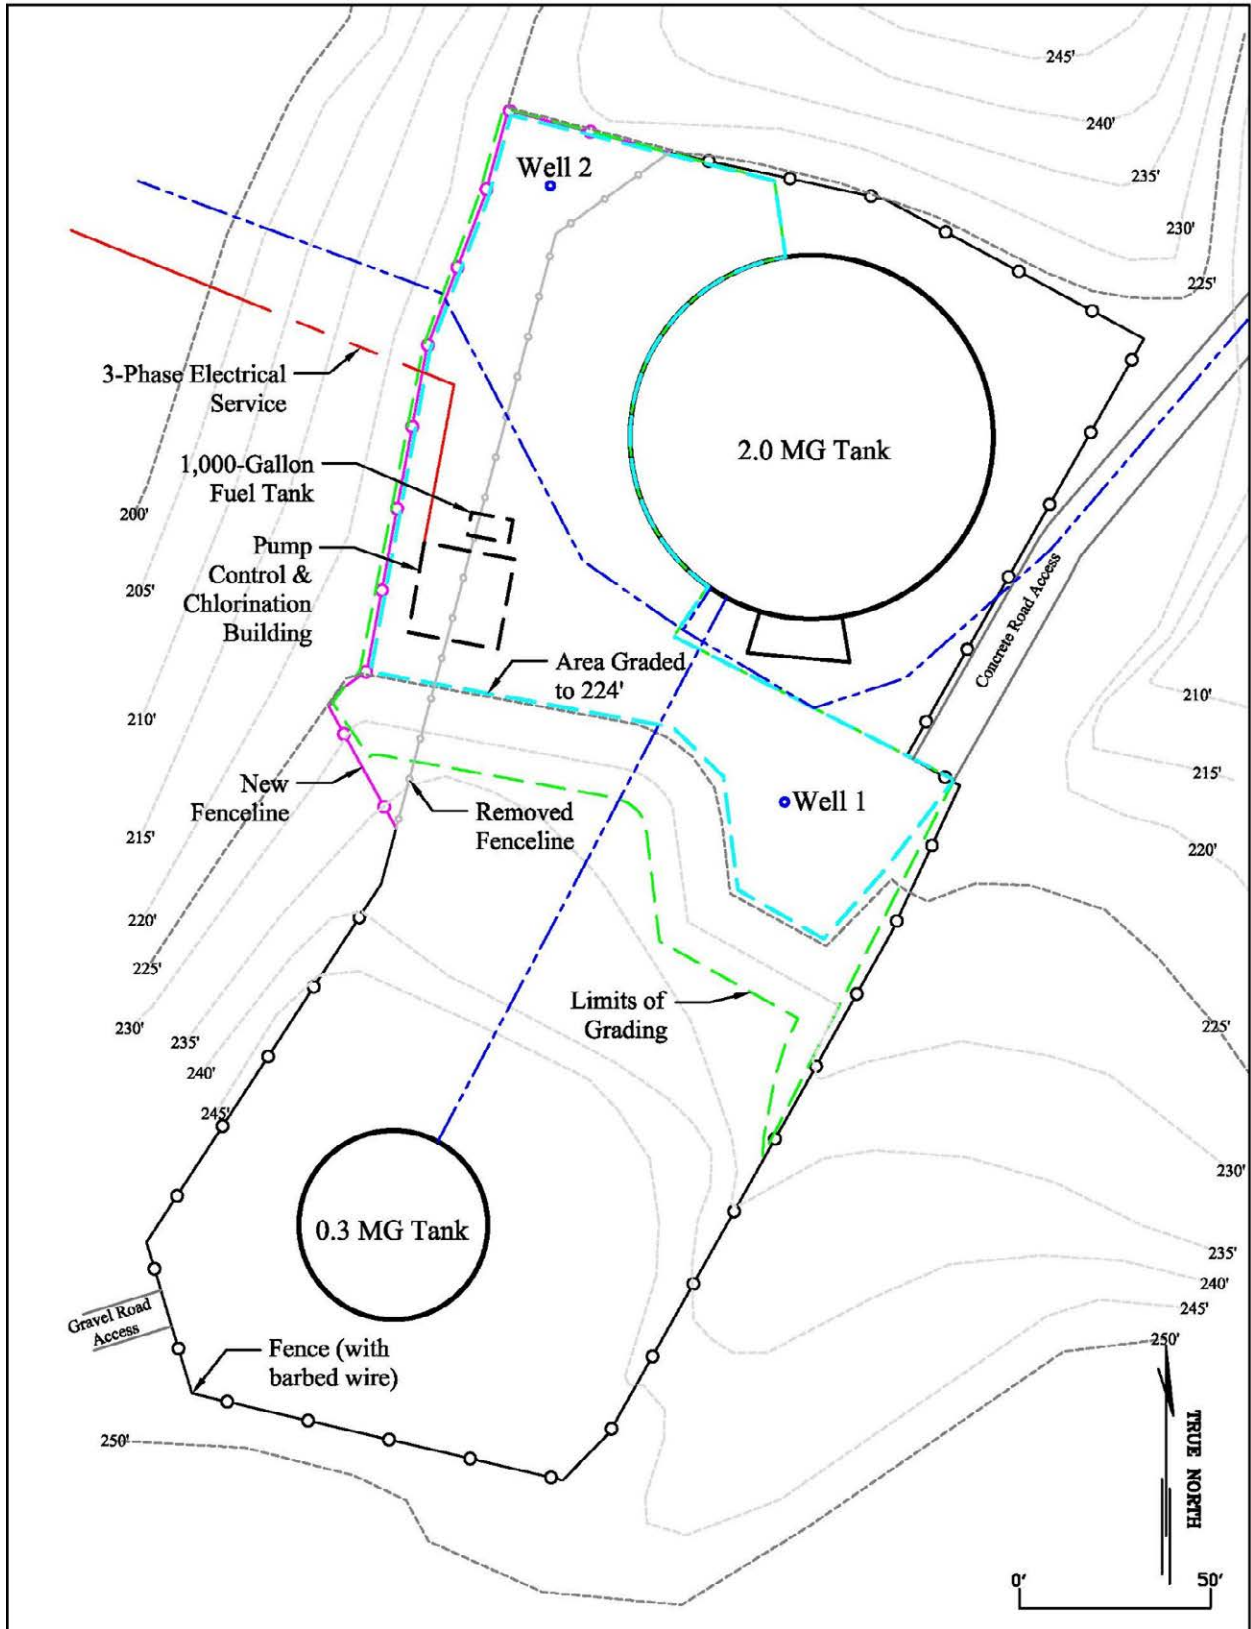 245'
240'
Well 2
235'
230'
225'
3-Phase Electrical
Service
2.0 MG Tank
1,000-Gallon
Fuel Tank
200'
Pump
Control &
Chlorination
Building
205'
Concrete Road Access
Area Graded
to 224'
210'
210'
New
Fenceline
Removed
Fenceline
Well 1
215'
215'
220'
220'
225'
230'
235'
240'
245'
Limits of
Grading
225'
230'
0.3 MG Tank
235'
240'
245'
250'
Gravel Road
Access
Fence (with
barbed wire)
250'
TRUE NORTH
0' 50'